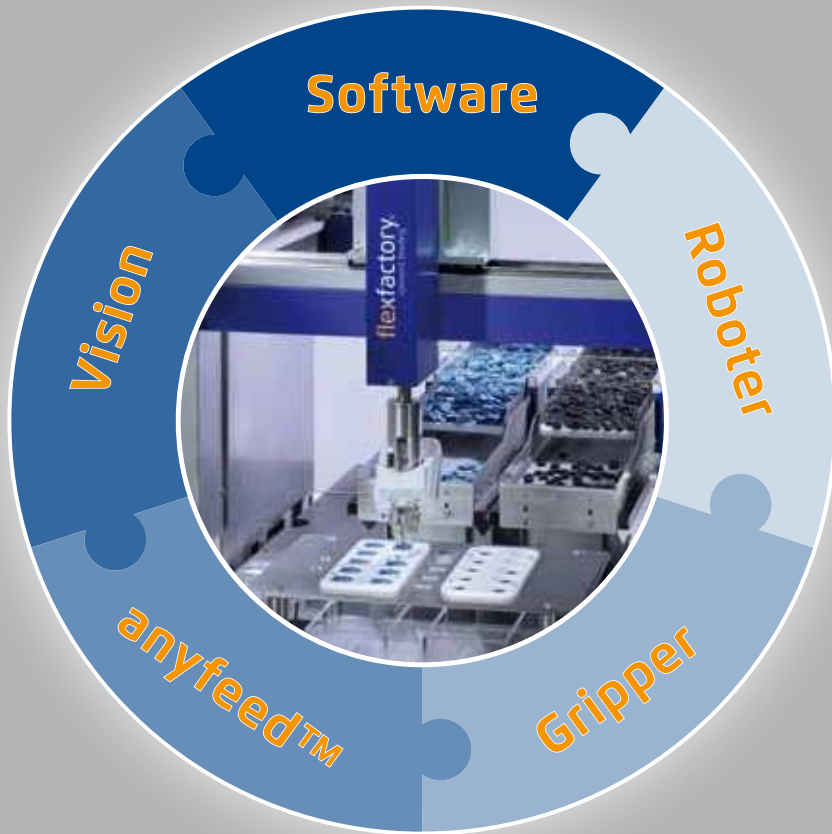 Software
Roboter
Gripper
anyfeed™
Vision
flexfactory